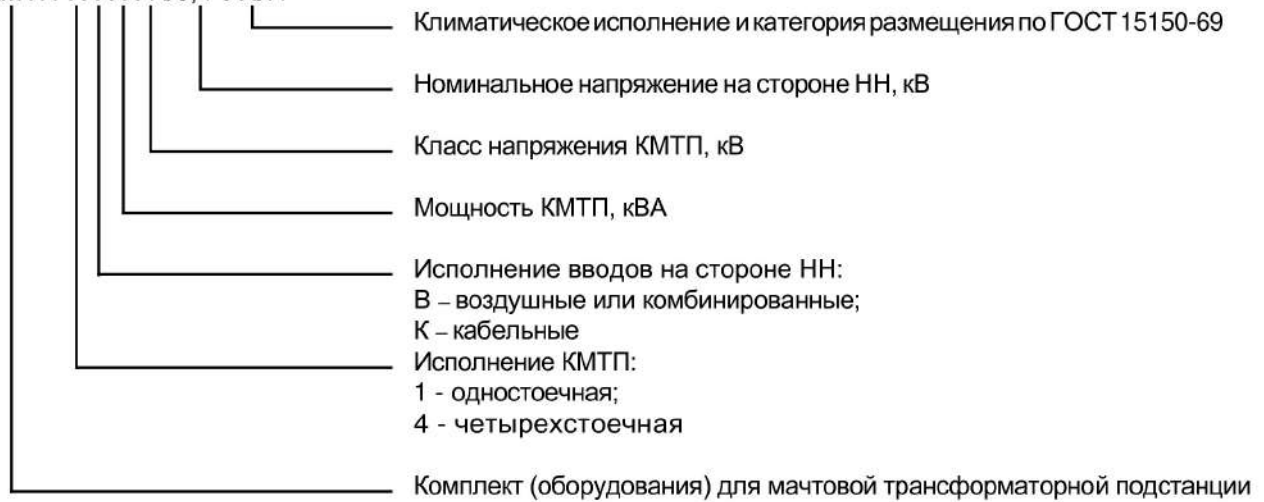 Климатическое исполнение и категория размещения по ГОСТ 15150-69
Номинальное напряжение на стороне НН, кВ
Класс напряжения КМТП, кВ
Мощность КМТП, кВА
Исполнение вводов на стороне НН:
В – воздушные или комбинированные;
К – кабельные
Исполнение КМТП:
1 - одностоечная;
4 - четырехстоечная
Комплект (оборудования) для мачтовой трансформаторной подстанции